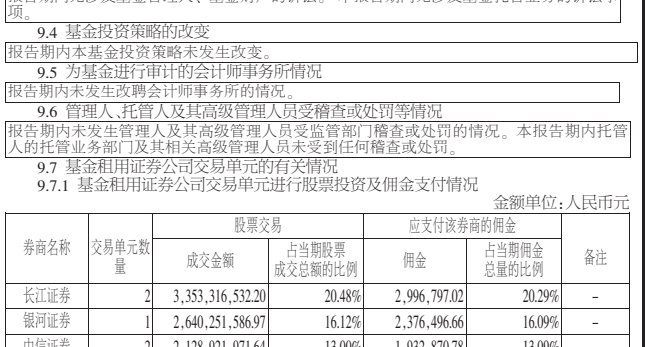 项。
9.4 基金投资策略的改变
报告期内本基金投资策略未发生改变。
9.5 为基金进行审计的会计师事务所情况
报告期内未发生改聘会计师事务所的情况。
9.6 管理人、托管人及其高级管理人员受稽查或处罚等情况
报告期内未发生管理人及其高级管理人员受监管部门稽查或处罚的情况。本报告期内托管
人的托管业务部门及其相关高级管理人员未受到任何稽查或处罚。
9.7 基金租用证券公司交易单元的有关情况
9.7.1 基金租用证券公司交易单元进行股票投资及佣金支付情况
金额单位：人民币元
券商名称 交易单元数量 股票交易 应支付该券商的佣金 备注
成交金额 占当期股票成交总额的比例 佣金 占当期佣金总量的比例
长江证券 2 3,353,316,532.20 20.48% 2,996,797.02 20.29% –
银河证券 1 2,640,251,586.97 16.12% 2,376,496.66 16.09% –
中信证券 2